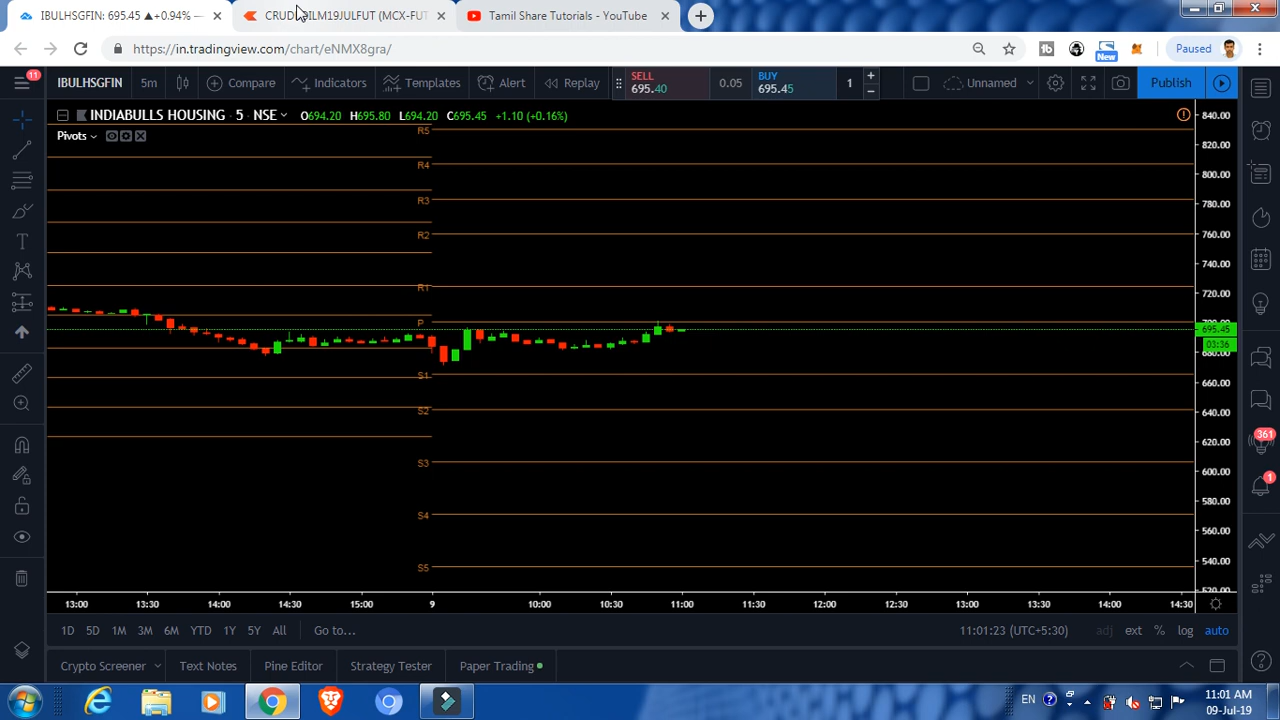 IBULHSGFIN: 695.45 ▲+0.94% —
CRUDEOILM19JULFUT (MCX-FUT
Tamil Share Tutorials - YouTube
https://in.tradingview.com/chart/eNMX8gra/
New
Paused
11
IBULHSGFIN
5m
Compare
Indicators
Templates
Alert
Replay
SELL
695.40
0.05
BUY
695.45
1
Unnamed
Publish
INDIABULLS HOUSING · 5 · NSE
O694.20 H695.80 L694.20 C695.45 +1.10 (+0.16%)
Pivots
R5
R4
R3
R2
R1
P
S1
S2
S3
S4
S5
840.00
820.00
800.00
780.00
760.00
740.00
720.00
700.00
695.45
03:36
680.00
660.00
640.00
620.00
600.00
580.00
560.00
540.00
520.00
361
1
13:00 13:30 14:00 14:30 15:00 9 10:00 10:30 11:00 11:30 12:00 12:30 13:00 13:30 14:00 14:30
1D 5D 1M 3M 6M YTD 1Y 5Y All Go to...
11:01:23 (UTC+5:30) adj ext % log auto
Crypto Screener Text Notes Pine Editor Strategy Tester Paper Trading
EN
11:01 AM
09-Jul-19